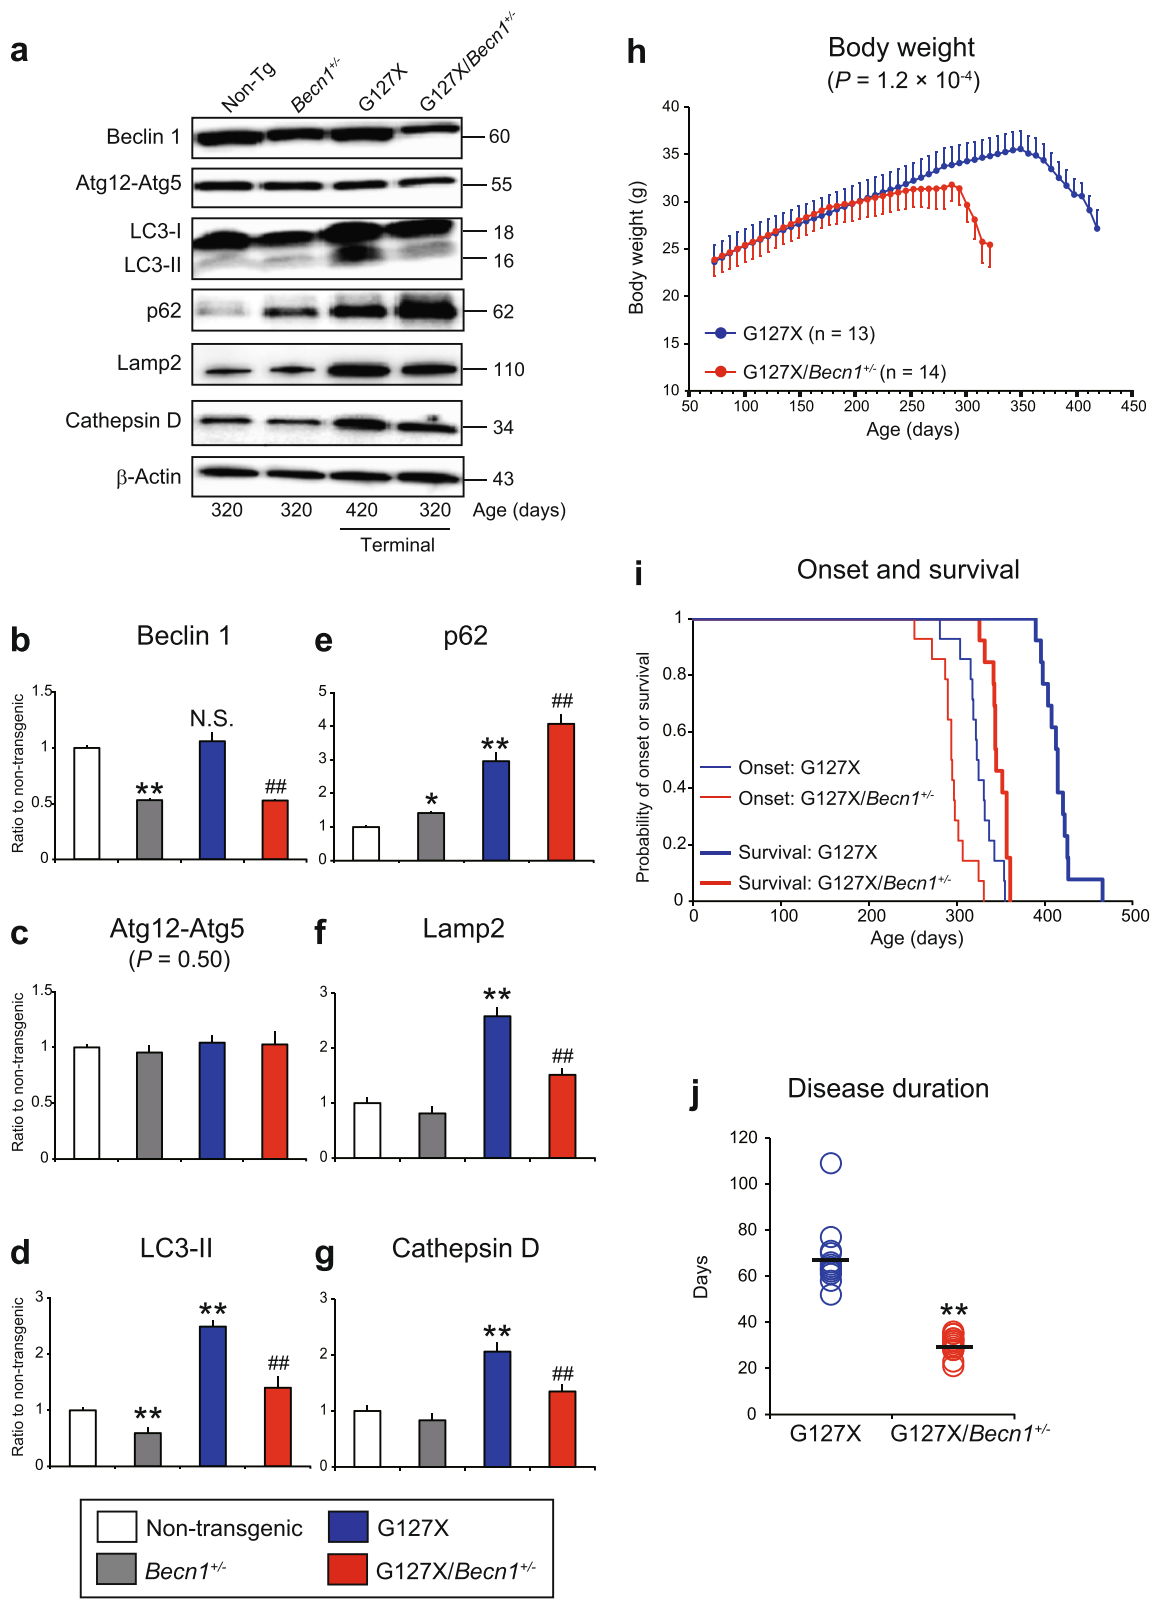 a
Non-Tg
Becn1+/-
G127X
G127X/Becn1+/-
Beclin 1
60
Atg12-Atg5
55
LC3-I
18
LC3-II
16
p62
62
Lamp2
110
Cathepsin D
34
β-Actin
43
320 320 420 320 Age (days)
Terminal
b
Beclin 1
Ratio to non-transgenic
1.5
1
0.5
0
**
N.S.
##
c
Atg12-Atg5
(P = 0.50)
Ratio to non-transgenic
1.5
1
0.5
0
d
LC3-II
Ratio to non-transgenic
3
2
1
0
**
**
##
e
p62
5
4
3
2
1
0
*
**
##
f
Lamp2
3
2
1
0
**
##
g
Cathepsin D
3
2
1
0
**
##
Non-transgenic
G127X
Becn1+/-
G127X/Becn1+/-
h
Body weight
(P = 1.2 × 10-4)
Body weight (g)
40
35
30
25
20
15
10
G127X (n = 13)
G127X/Becn1+/- (n = 14)
50 100 150 200 250 300 350 400 450
Age (days)
i
Onset and survival
Probability of onset or survival
1
0.8
0.6
0.4
0.2
0
Onset: G127X
Onset: G127X/Becn1+/-
Survival: G127X
Survival: G127X/Becn1+/-
0 100 200 300 400 500
Age (days)
j
Disease duration
Days
120
100
80
60
40
20
0
**
G127X G127X/Becn1+/-